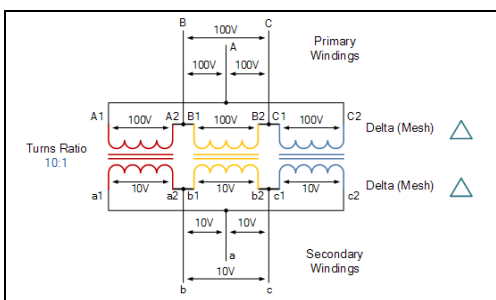 B C
100V
A
Primary
Windings
100V 100V
A1 100V A2 B1 100V B2 C1 100V C2
Delta (Mesh)
Turns Ratio
10:1
10V 10V 10V
Delta (Mesh)
a1 a2 b1 b2 c1 c2
10V 10V
a
Secondary
Windings
10V
b c